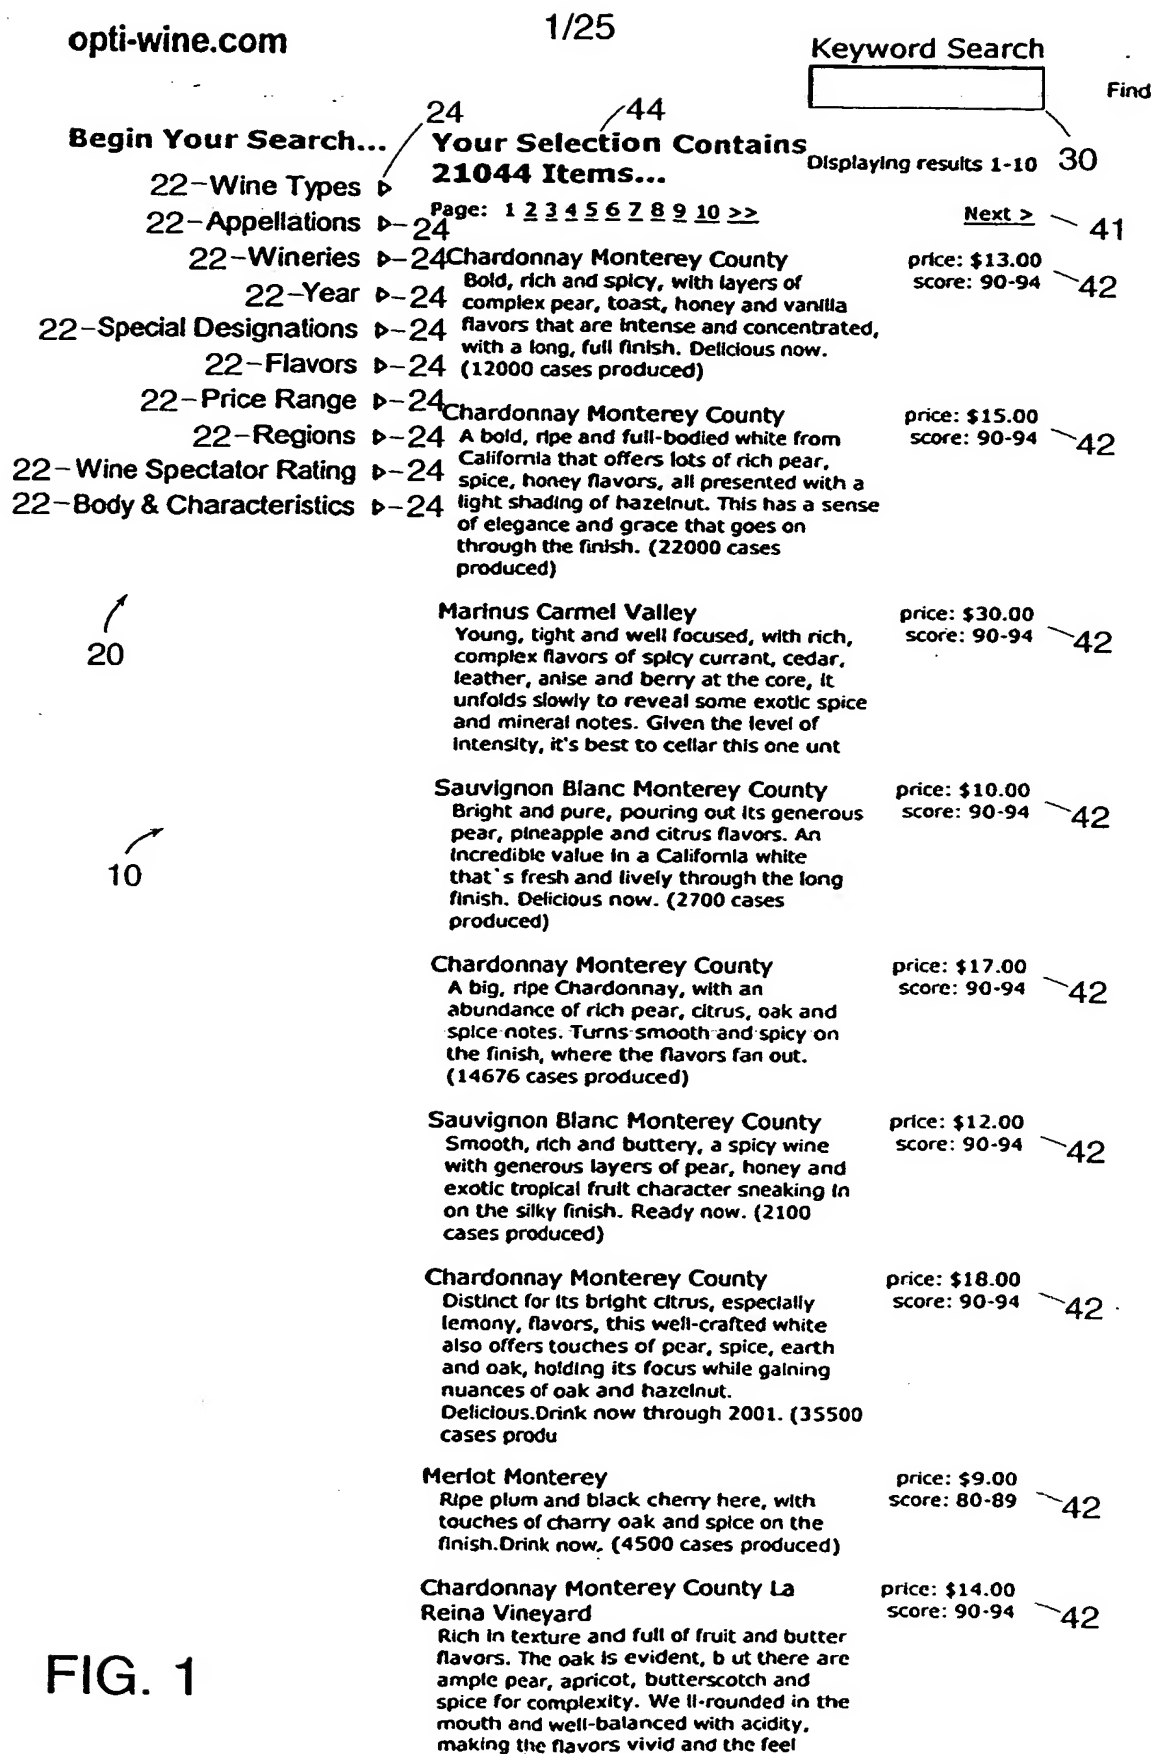 opti-wine.com
1/25
Keyword Search
Find
30
Begin Your Search...
24
22-Wine Types
22-Appellations -24
22-Wineries -24
22-Year -24
22-Special Designations -24
22-Flavors -24
22-Price Range -24
22-Regions -24
22-Wine Spectator Rating -24
22-Body & Characteristics -24
20
10
44
Your Selection Contains
21044 Items...
Displaying results 1-10
Page: 1 2 3 4 5 6 7 8 9 10 >>
Next > 41
Chardonnay Monterey County
Bold, rich and spicy, with layers of
complex pear, toast, honey and vanilla
flavors that are intense and concentrated,
with a long, full finish. Delicious now.
(12000 cases produced)
price: $13.00
score: 90-94 42
Chardonnay Monterey County
A bold, ripe and full-bodied white from
California that offers lots of rich pear,
spice, honey flavors, all presented with a
light shading of hazelnut. This has a sense
of elegance and grace that goes on
through the finish. (22000 cases
produced)
price: $15.00
score: 90-94 42
Marinus Carmel Valley
Young, tight and well focused, with rich,
complex flavors of spicy currant, cedar,
leather, anise and berry at the core, it
unfolds slowly to reveal some exotic spice
and mineral notes. Given the level of
intensity, it's best to cellar this one unt
price: $30.00
score: 90-94 42
Sauvignon Blanc Monterey County
Bright and pure, pouring out its generous
pear, pineapple and citrus flavors. An
incredible value in a California white
that`s fresh and lively through the long
finish. Delicious now. (2700 cases
produced)
price: $10.00
score: 90-94 42
Chardonnay Monterey County
A big, ripe Chardonnay, with an
abundance of rich pear, citrus, oak and
spice notes. Turns smooth and spicy on
the finish, where the flavors fan out.
(14676 cases produced)
price: $17.00
score: 90-94 42
Sauvignon Blanc Monterey County
Smooth, rich and buttery, a spicy wine
with generous layers of pear, honey and
exotic tropical fruit character sneaking in
on the silky finish. Ready now. (2100
cases produced)
price: $12.00
score: 90-94 42
Chardonnay Monterey County
Distinct for its bright citrus, especially
lemony, flavors, this well-crafted white
also offers touches of pear, spice, earth
and oak, holding its focus while gaining
nuances of oak and hazelnut.
Delicious.Drink now through 2001. (35500
cases produ
price: $18.00
score: 90-94 42
Merlot Monterey
Ripe plum and black cherry here, with
touches of charry oak and spice on the
finish.Drink now. (4500 cases produced)
price: $9.00
score: 80-89 42
Chardonnay Monterey County La
Reina Vineyard
Rich in texture and full of fruit and butter
flavors. The oak is evident, b ut there are
ample pear, apricot, butterscotch and
spice for complexity. We ll-rounded in the
mouth and well-balanced with acidity,
making the flavors vivid and the feel
price: $14.00
score: 90-94 42
FIG. 1